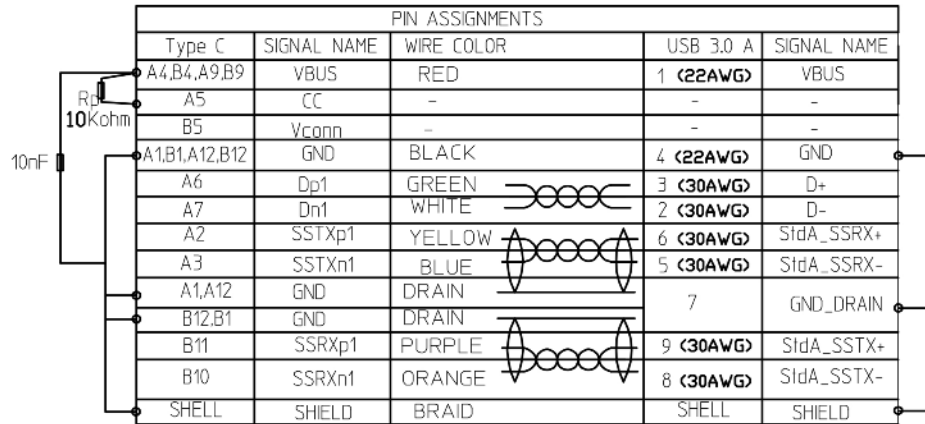 PIN ASSIGNMENTS
Type C SIGNAL NAME WIRE COLOR USB 3.0 A SIGNAL NAME
A4,B4,A9,B9 VBUS RED 1 (22AWG) VBUS
Rp A5 CC - - -
10Kohm B5 Vconn - - -
10nF A1,B1,A12,B12 GND BLACK 4 (22AWG) GND
A6 Dp1 GREEN 3 (30AWG) D+
A7 Dn1 WHITE 2 (30AWG) D-
A2 SSTXp1 YELLOW 6 (30AWG) StdA_SSRX+
A3 SSTXn1 BLUE 5 (30AWG) StdA_SSRX-
A1,A12 GND DRAIN
7 GND_DRAIN
B12,B1 GND DRAIN
B11 SSRXp1 PURPLE 9 (30AWG) StdA_SSTX+
B10 SSRXn1 ORANGE 8 (30AWG) StdA_SSTX-
SHELL SHIELD BRAID SHELL SHIELD